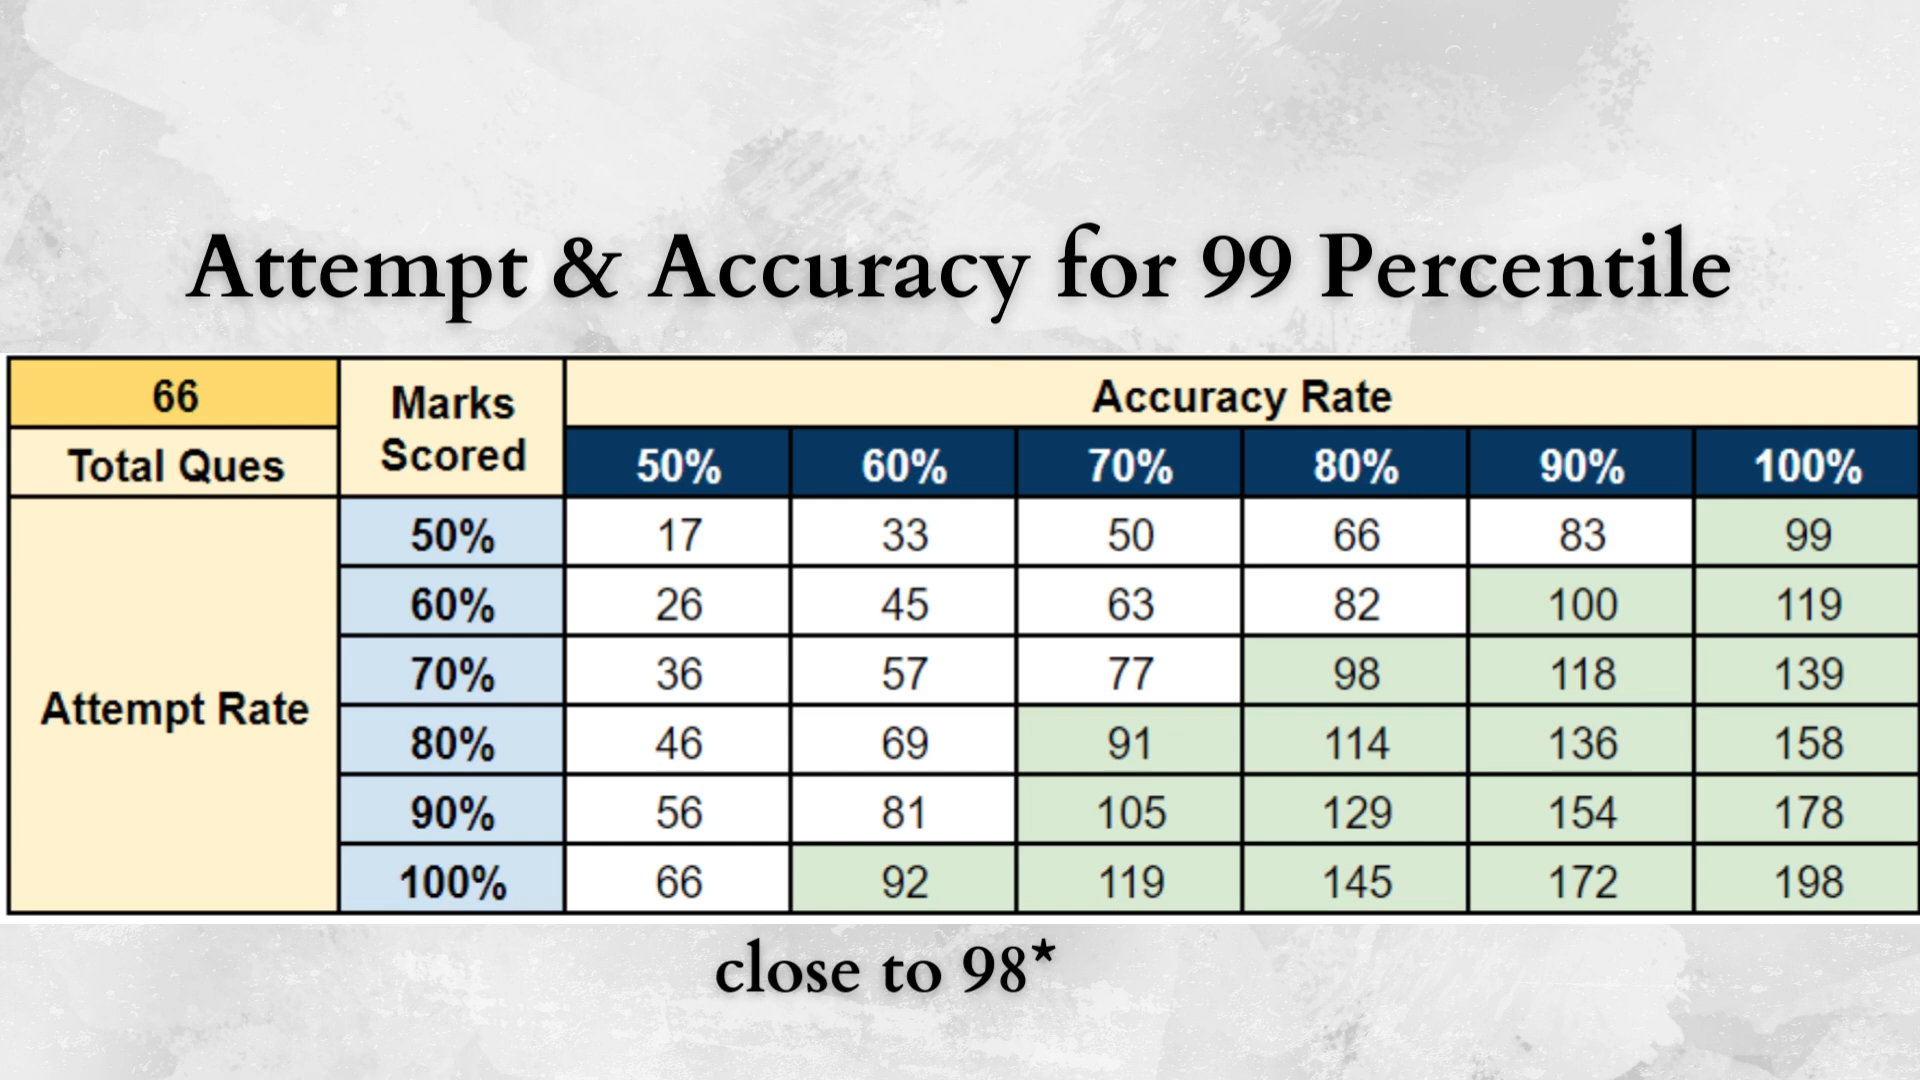 Attempt & Accuracy for 99 Percentile
66 Marks Scored Accuracy Rate
Total Ques 50% 60% 70% 80% 90% 100%
Attempt Rate 50% 17 33 50 66 83 99
60% 26 45 63 82 100 119
70% 36 57 77 98 118 139
80% 46 69 91 114 136 158
90% 56 81 105 129 154 178
100% 66 92 119 145 172 198
close to 98*